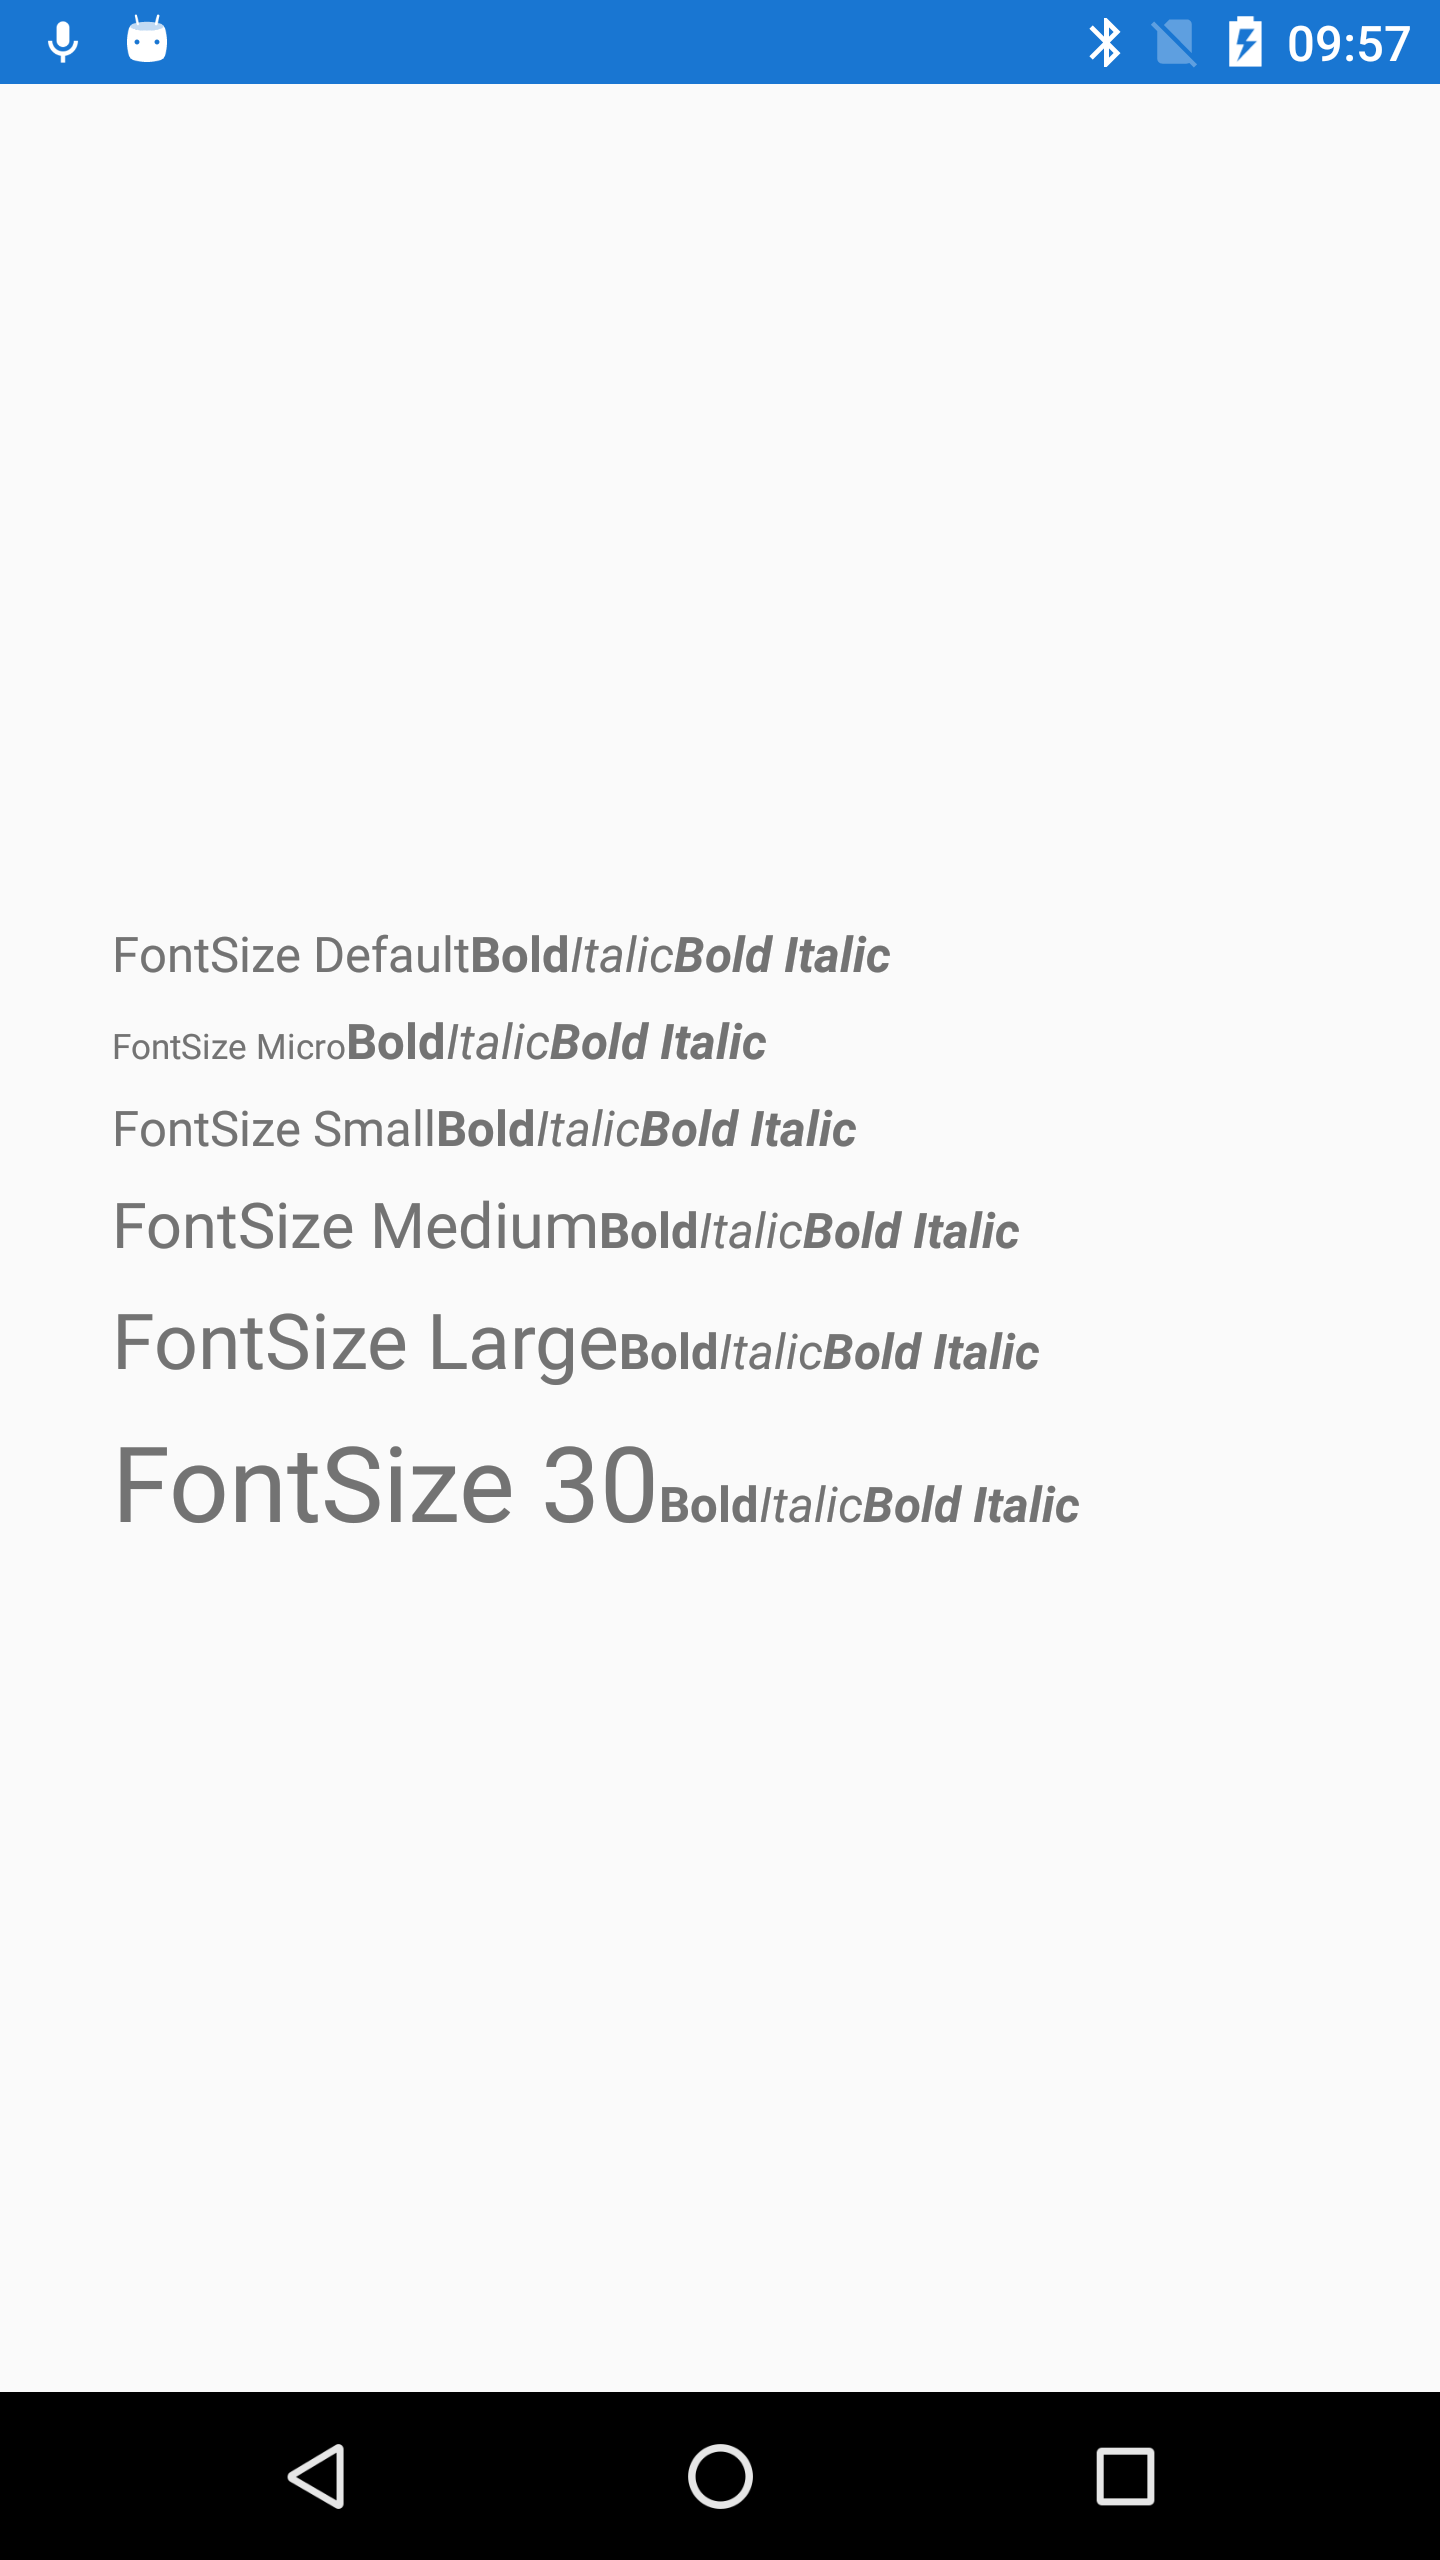 09:57
FontSize DefaultBoldItalicBold Italic
FontSize MicroBoldItalicBold Italic
FontSize SmallBoldItalicBold Italic
FontSize MediumBoldItalicBold Italic
FontSize LargeBoldItalicBold Italic
FontSize 30BoldItalicBold Italic